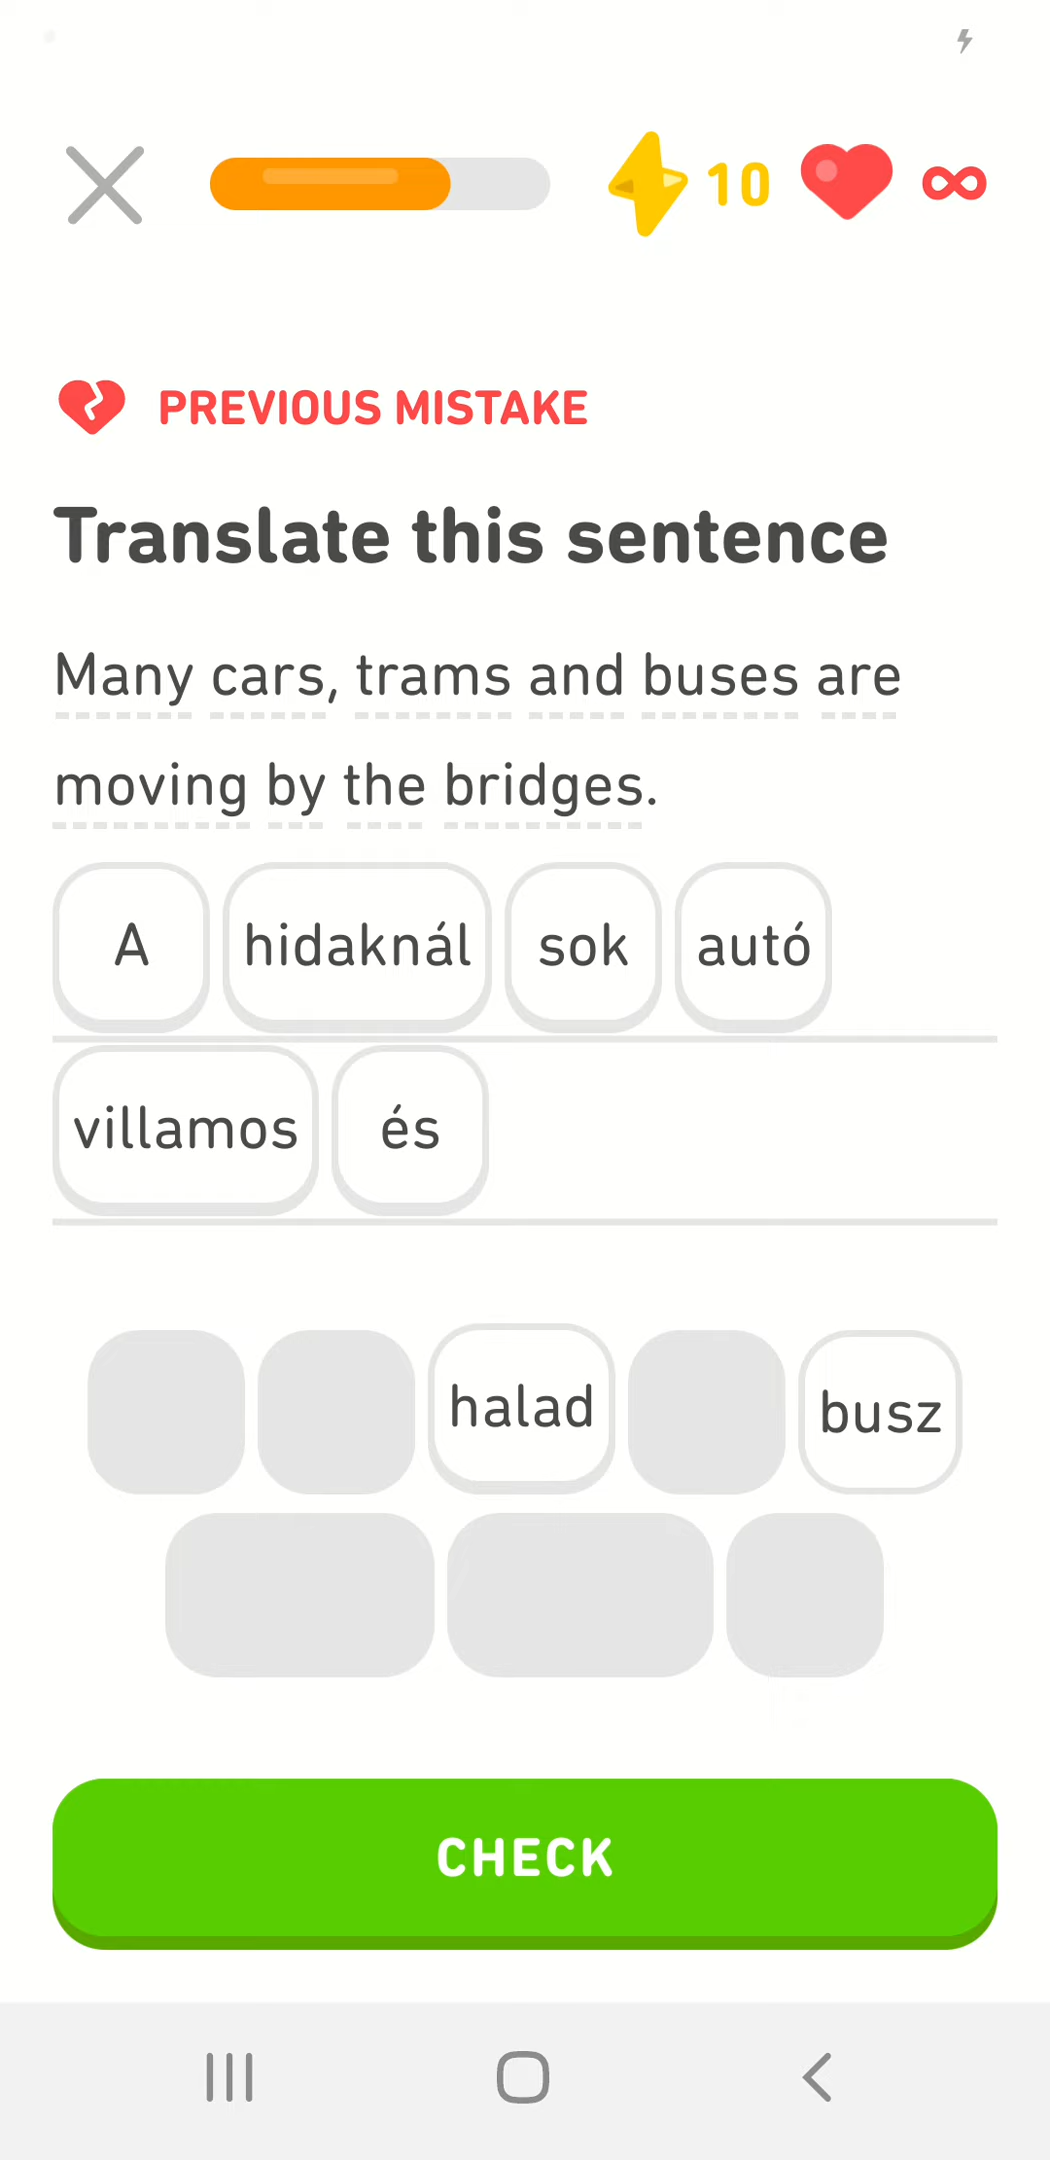 10 ∞
PREVIOUS MISTAKE
Translate this sentence
Many cars, trams and buses are
moving by the bridges.
A hidaknál sok autó
villamos és
halad busz
CHECK